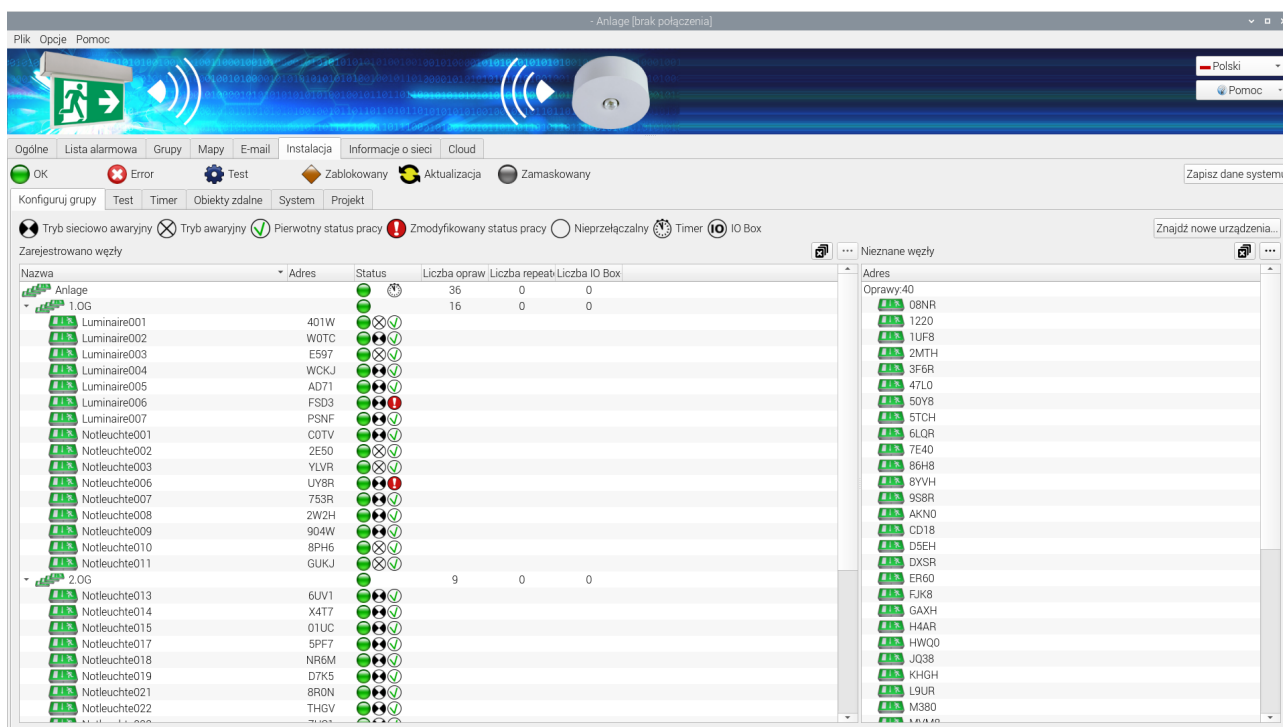 - Anlage [brak połączenia]
Plik Opcje Pomoc
Polski
Pomoc
Ogólne Lista alarmowa Grupy Mapy E-mail Instalacja Informacje o sieci Cloud
OK Error Test Zablokowany Aktualizacja Zamaskowany Zapisz dane systemu
Konfiguruj grupy Test Timer Obiekty zdalne System Projekt
Tryb sieciowo awaryjny Tryb awaryjny Pierwotny status pracy Zmodyfikowany status pracy Nieprzełączalny Timer IO IO Box Znajdź nowe urządzenia...
Zarejestrowano węzły ... Nieznane węzły ...
Nazwa Adres Status Liczba opraw Liczba repeat Liczba IO Box Adres
Anlage 36 0 0 Oprawy:40
1.OG 16 0 0 08NR
Luminaire001 401W 1220
Luminaire002 W0TC 1UF8
Luminaire003 E597 2MTH
Luminaire004 WCKJ 3F6R
Luminaire005 AD71 47L0
Luminaire006 FSD3 50Y8
Luminaire007 PSNF 5TCH
Notleuchte001 C0TV 6LQR
Notleuchte002 2E50 7E40
Notleuchte003 YLVR 86H8
Notleuchte006 UY8R 8YVH
Notleuchte007 753R 9S8R
Notleuchte008 2W2H AKN0
Notleuchte009 904W CD18
Notleuchte010 8PH6 D5EH
Notleuchte011 GUKJ DXSR
2.OG 9 0 0 ER60
Notleuchte013 6UV1 FJK8
Notleuchte014 X4T7 GAXH
Notleuchte015 01UC H4AR
Notleuchte017 5PF7 HWQ0
Notleuchte018 NR6M JQ38
Notleuchte019 D7K5 KHGH
Notleuchte021 8R0N L9UR
Notleuchte022 THGV M380